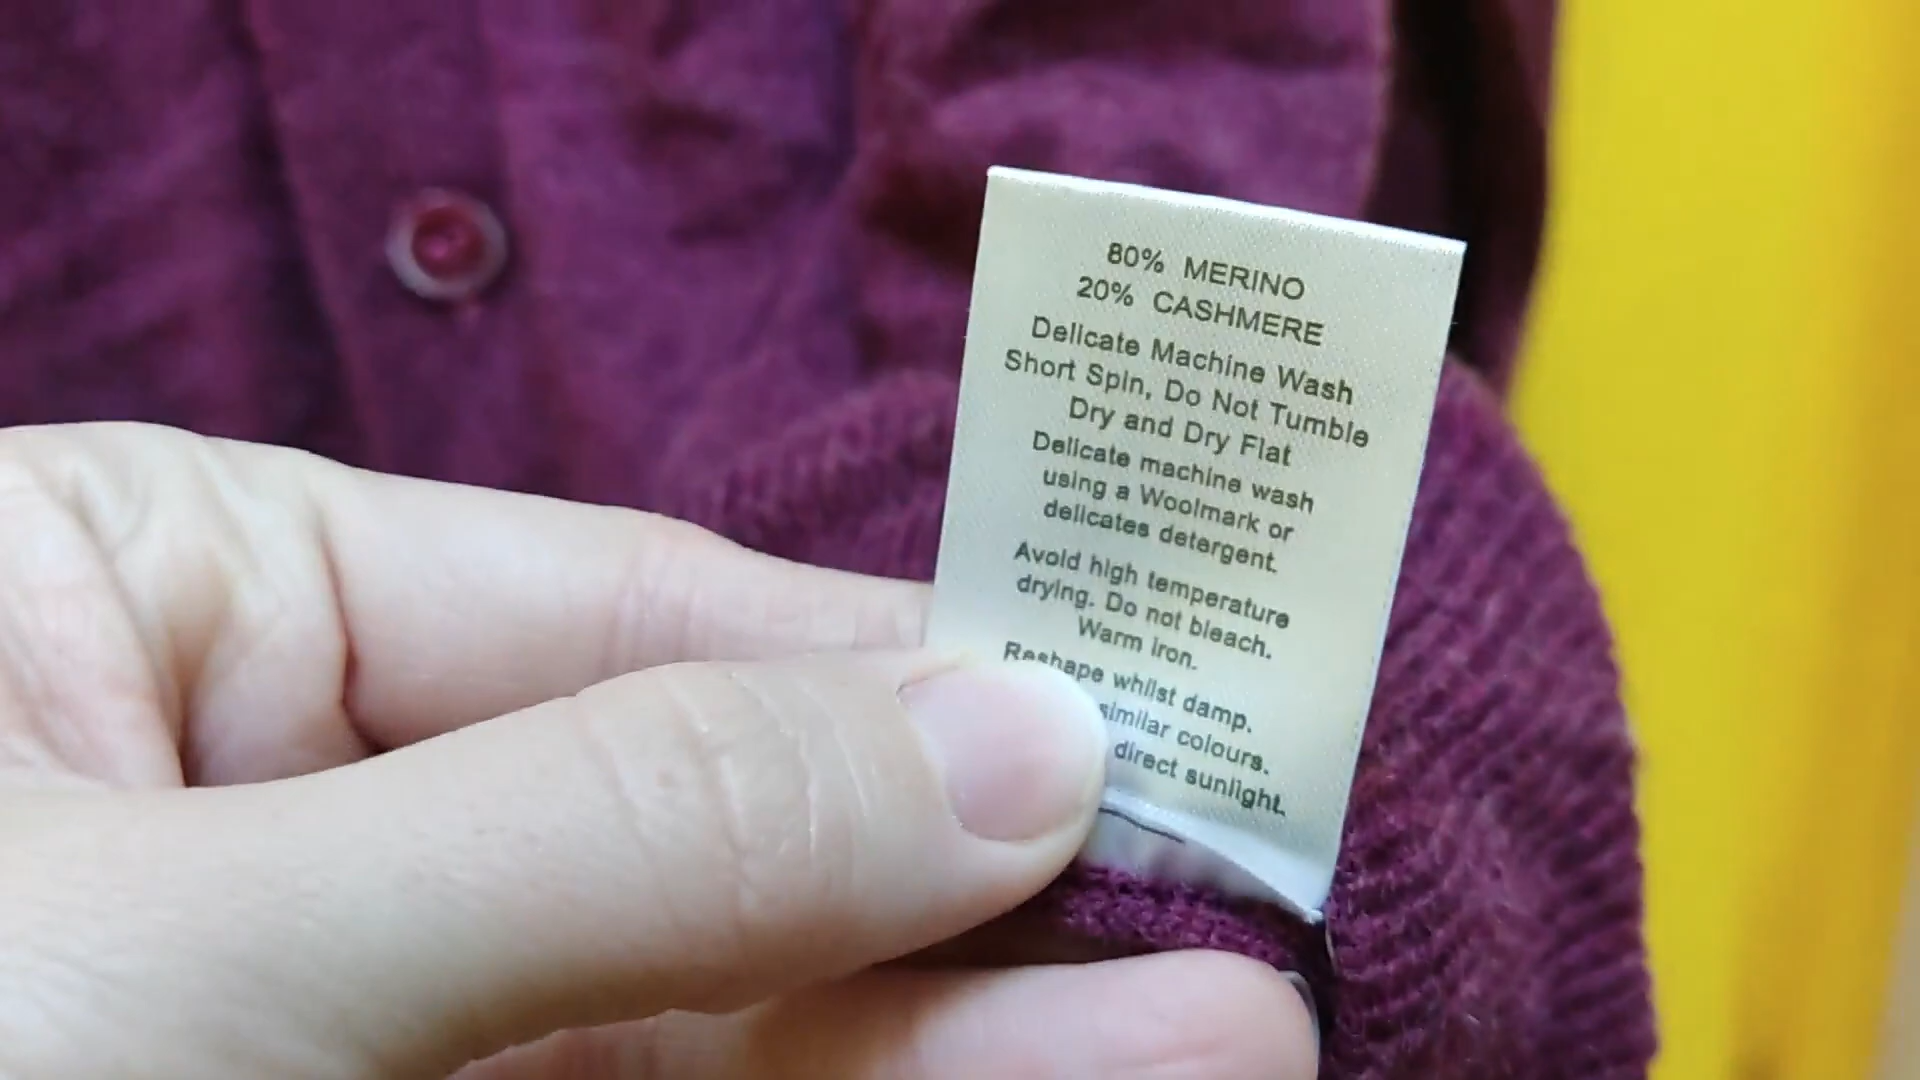 80% MERINO
20% CASHMERE
Delicate Machine Wash
Short Spin, Do Not Tumble
Dry and Dry Flat
Delicate machine wash
using a Woolmark or
delicates detergent.
Avoid high temperature
drying. Do not bleach.
Warm iron.
Reshape whilst damp.
similar colours.
direct sunlight.